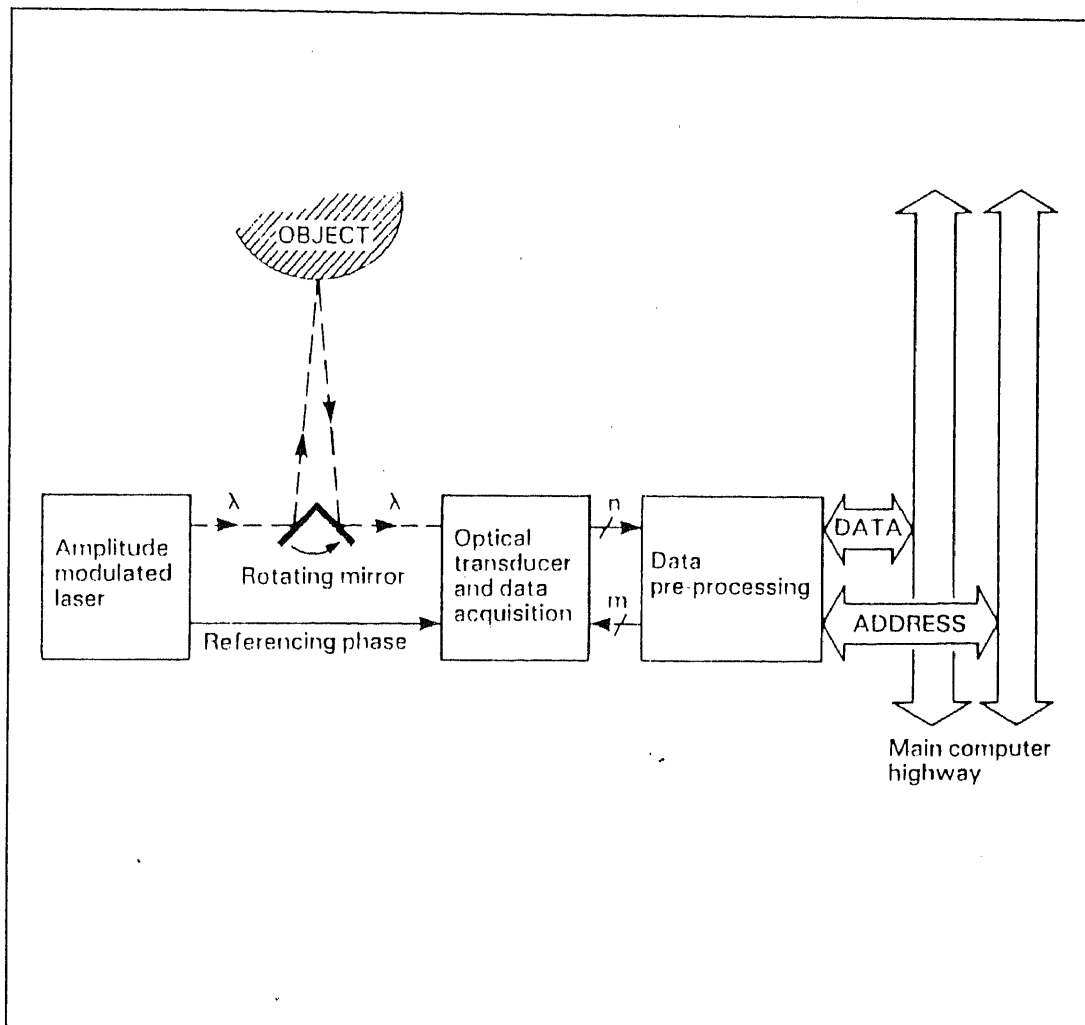 OBJECT
λ
λ
n
Amplitude
modulated
laser
Rotating mirror
Referencing phase
Optical
transducer
and data
acquisition
m
Data
pre-processing
DATA
ADDRESS
Main computer
highway